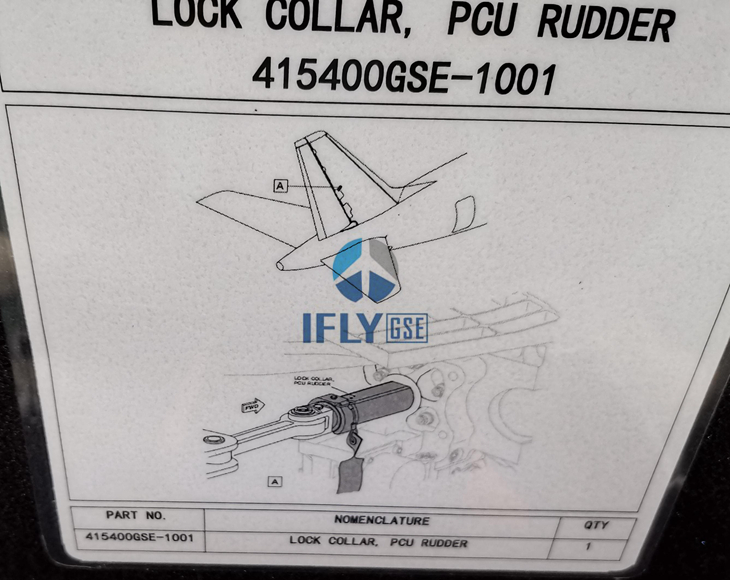 LOCK COLLAR, PCU RUDDER
415400GSE-1001
A
IFLY GSE
LOCK COLLAR,
PCU RUDDER
FWD
A
PART NO. NOMENCLATURE QTY
415400GSE-1001 LOCK COLLAR, PCU RUDDER 1